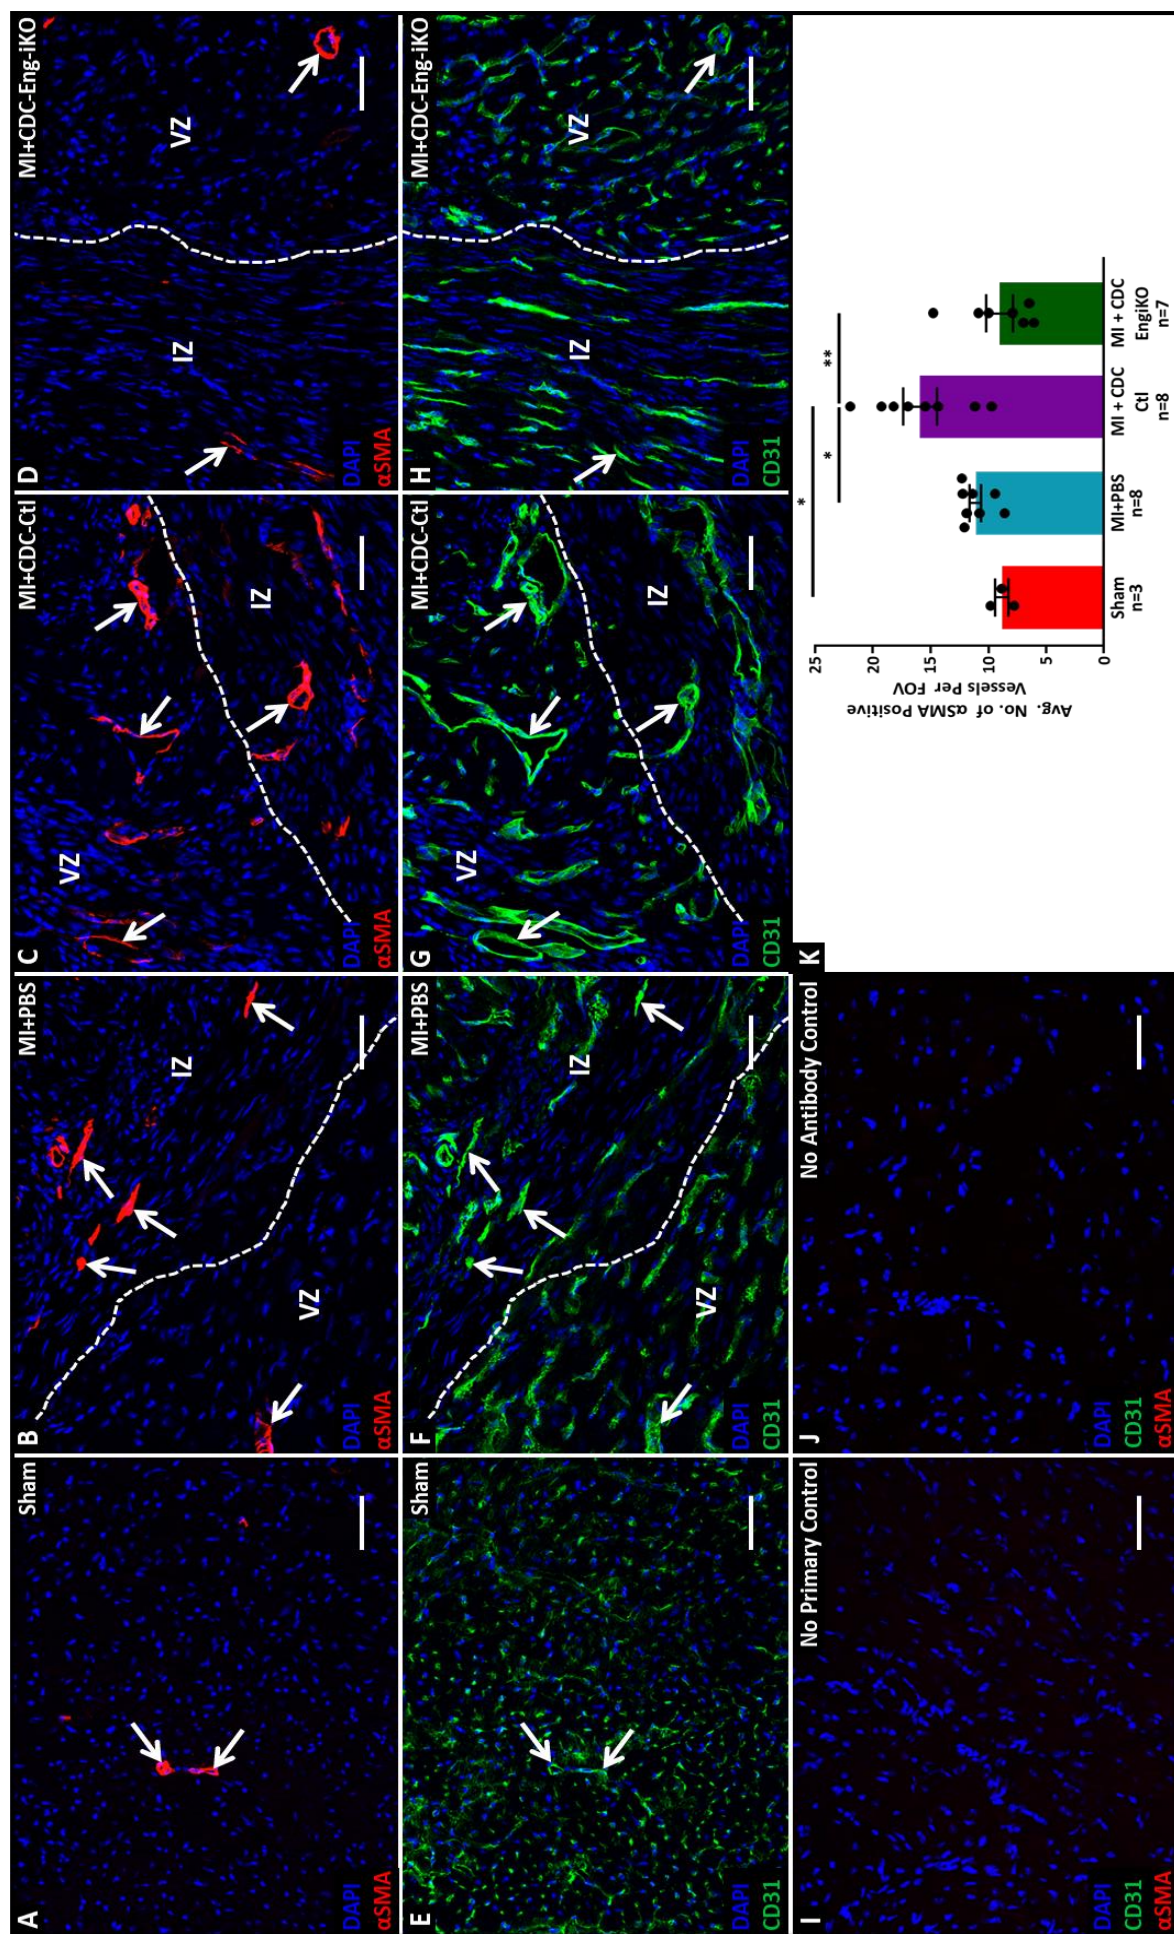 A
Sham
DAPI
αSMA
B
MI+PBS
IZ
VZ
DAPI
αSMA
C
MI+CDC-Ctl
VZ
IZ
DAPI
αSMA
D
MI+CDC-Eng-iKO
IZ
VZ
DAPI
αSMA
E
Sham
DAPI
CD31
F
MI+PBS
IZ
VZ
DAPI
CD31
G
MI+CDC-Ctl
VZ
IZ
DAPI
CD31
H
MI+CDC-Eng-iKO
IZ
VZ
DAPI
CD31
I
No Primary Control
DAPI
CD31
αSMA
J
No Antibody Control
DAPI
CD31
αSMA
K
Avg. No. of αSMA Positive
Vessels Per FOV
25
20
15
10
5
0
*
*
**
Sham
n=3
MI+PBS
n=8
MI + CDC
Ctl
n=8
MI + CDC
EngiKO
n=7